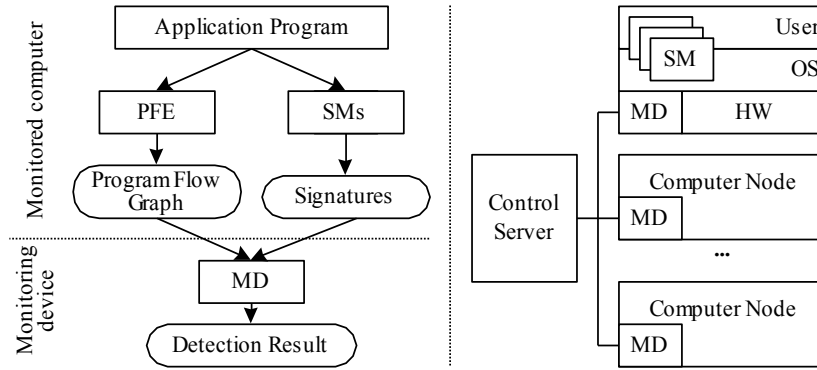 Monitored computer
Application Program
PFE
SMs
Program Flow
Graph
Signatures
Monitoring
device
MD
Detection Result
Control
Server
User
SM
OS
MD
HW
Computer Node
MD
...
Computer Node
MD